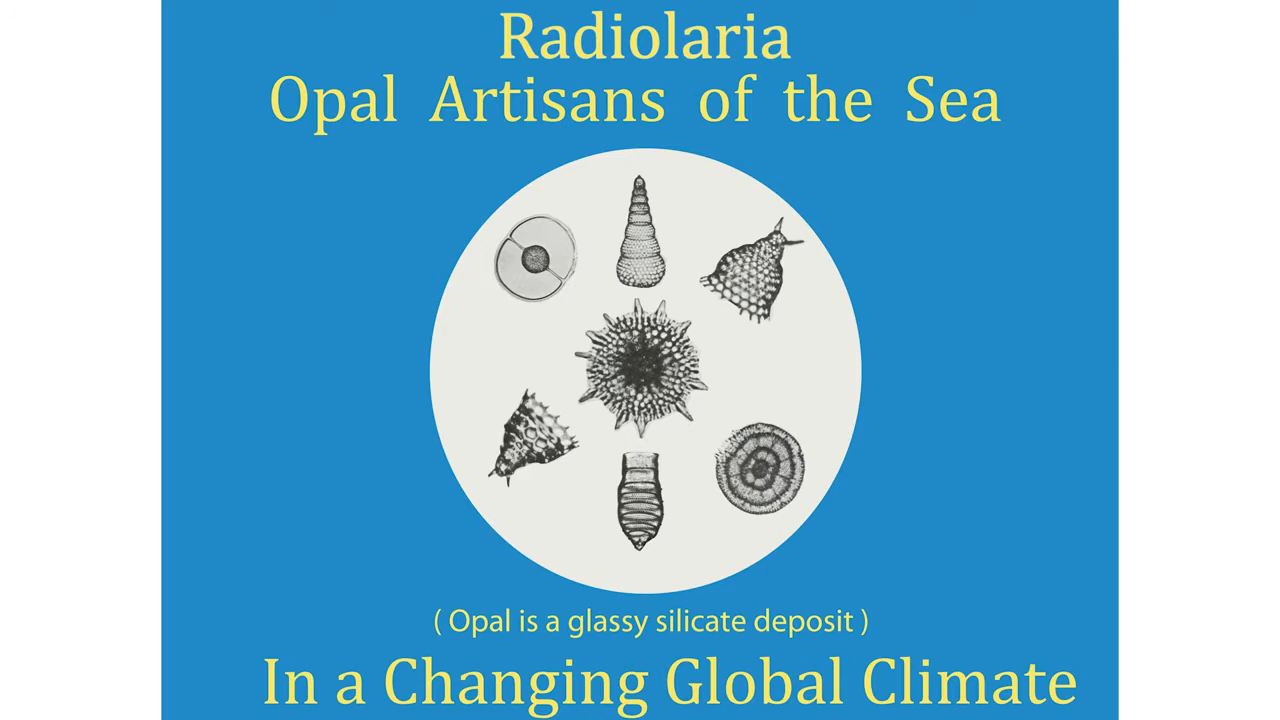 Radiolaria
Opal Artisans of the Sea
( Opal is a glassy silicate deposit )
In a Changing Global Climate